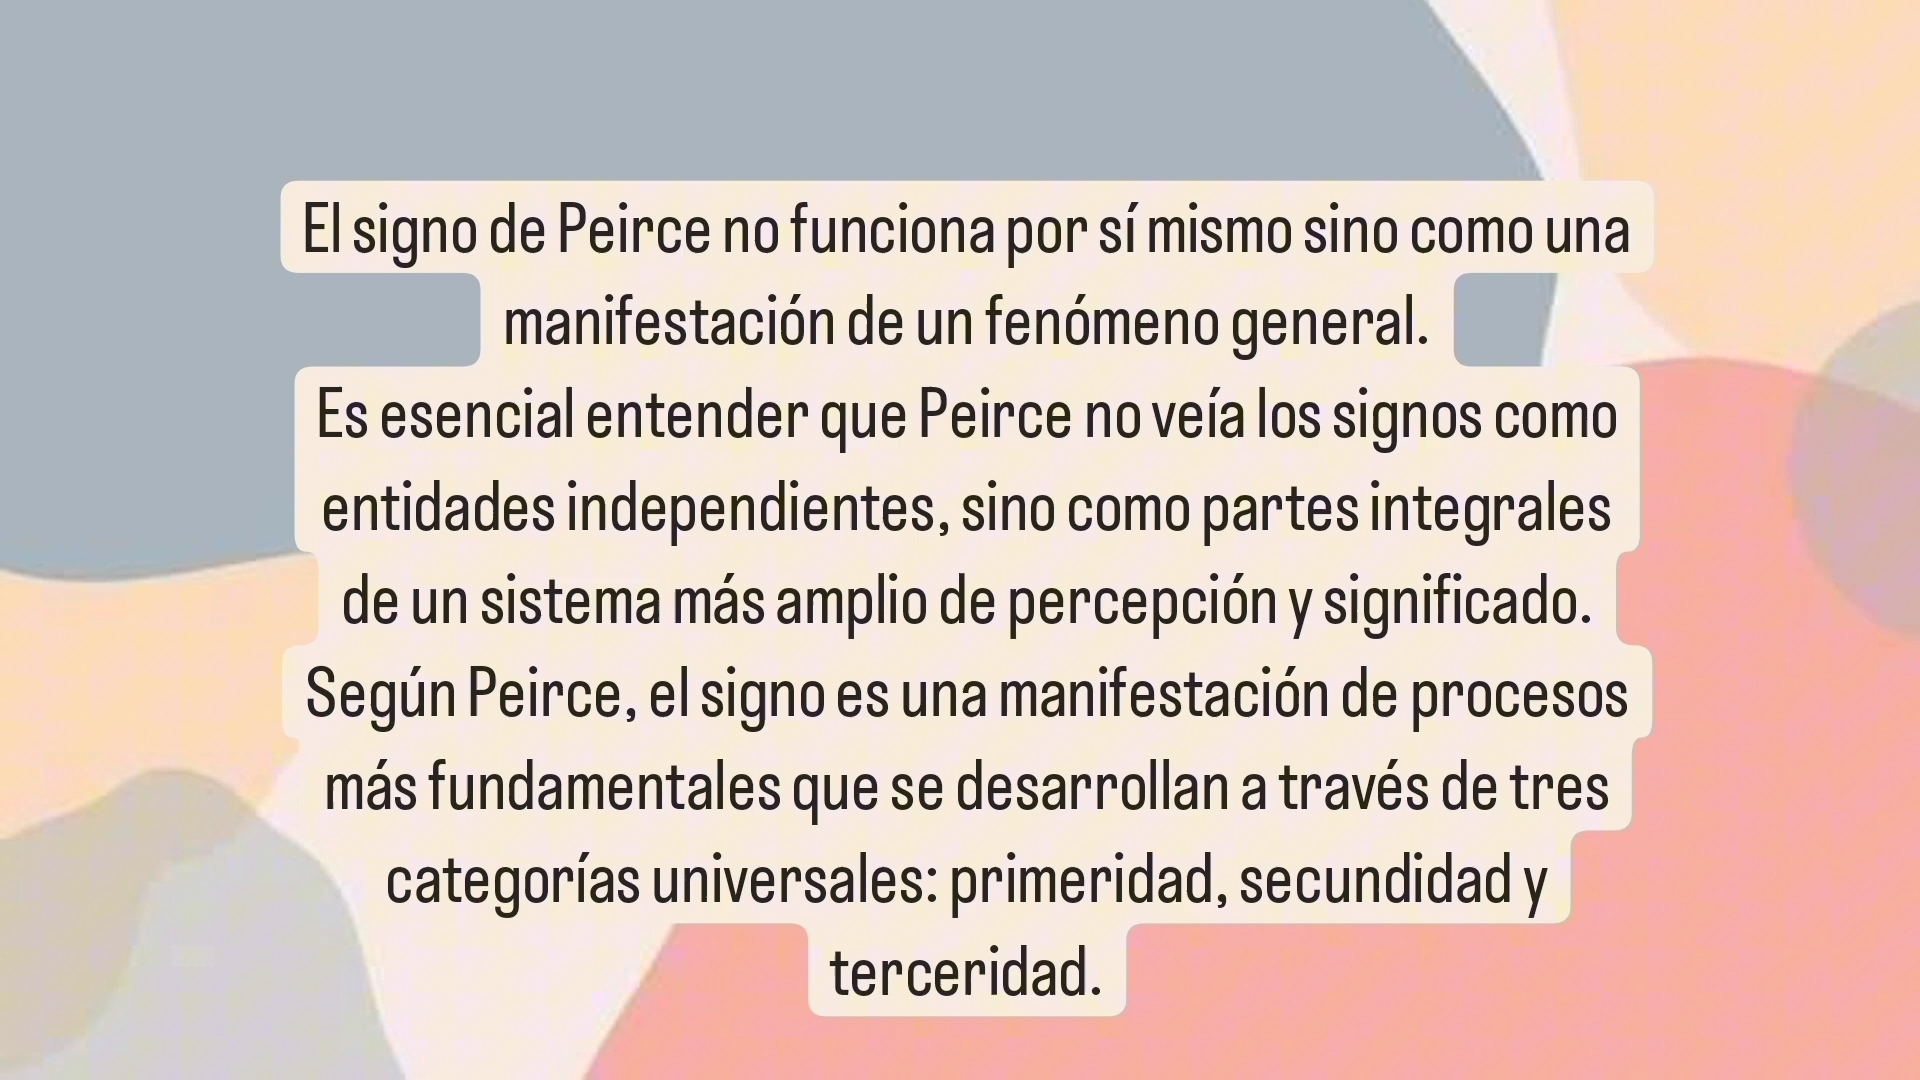 El signo de Peirce no funciona por sí mismo sino como una
manifestación de un fenómeno general.
Es esencial entender que Peirce no veía los signos como
entidades independientes, sino como partes integrales
de un sistema más amplio de percepción y significado.
Según Peirce, el signo es una manifestación de procesos
más fundamentales que se desarrollan a través de tres
categorías universales: primeridad, secundidad y
terceridad.